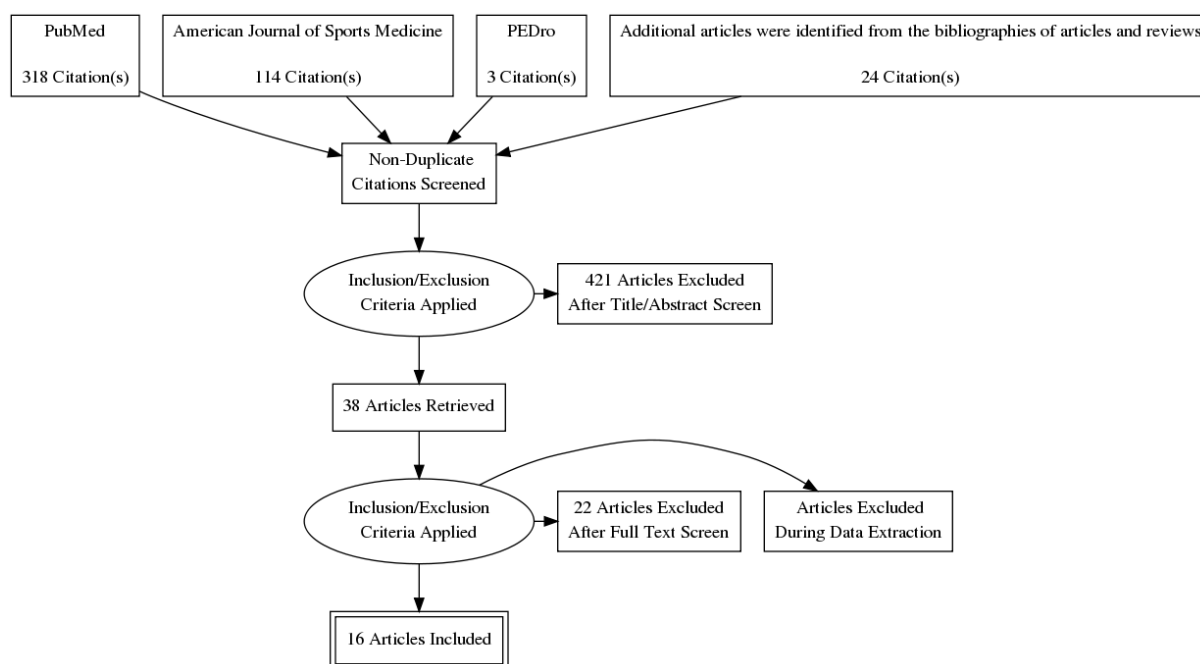 PubMed
318 Citation(s)
American Journal of Sports Medicine
114 Citation(s)
PEDro
3 Citation(s)
Additional articles were identified from the bibliographies of articles and reviews
24 Citation(s)
Non-Duplicate
Citations Screened
Inclusion/Exclusion
Criteria Applied
421 Articles Excluded
After Title/Abstract Screen
38 Articles Retrieved
Inclusion/Exclusion
Criteria Applied
22 Articles Excluded
After Full Text Screen
Articles Excluded
During Data Extraction
16 Articles Included